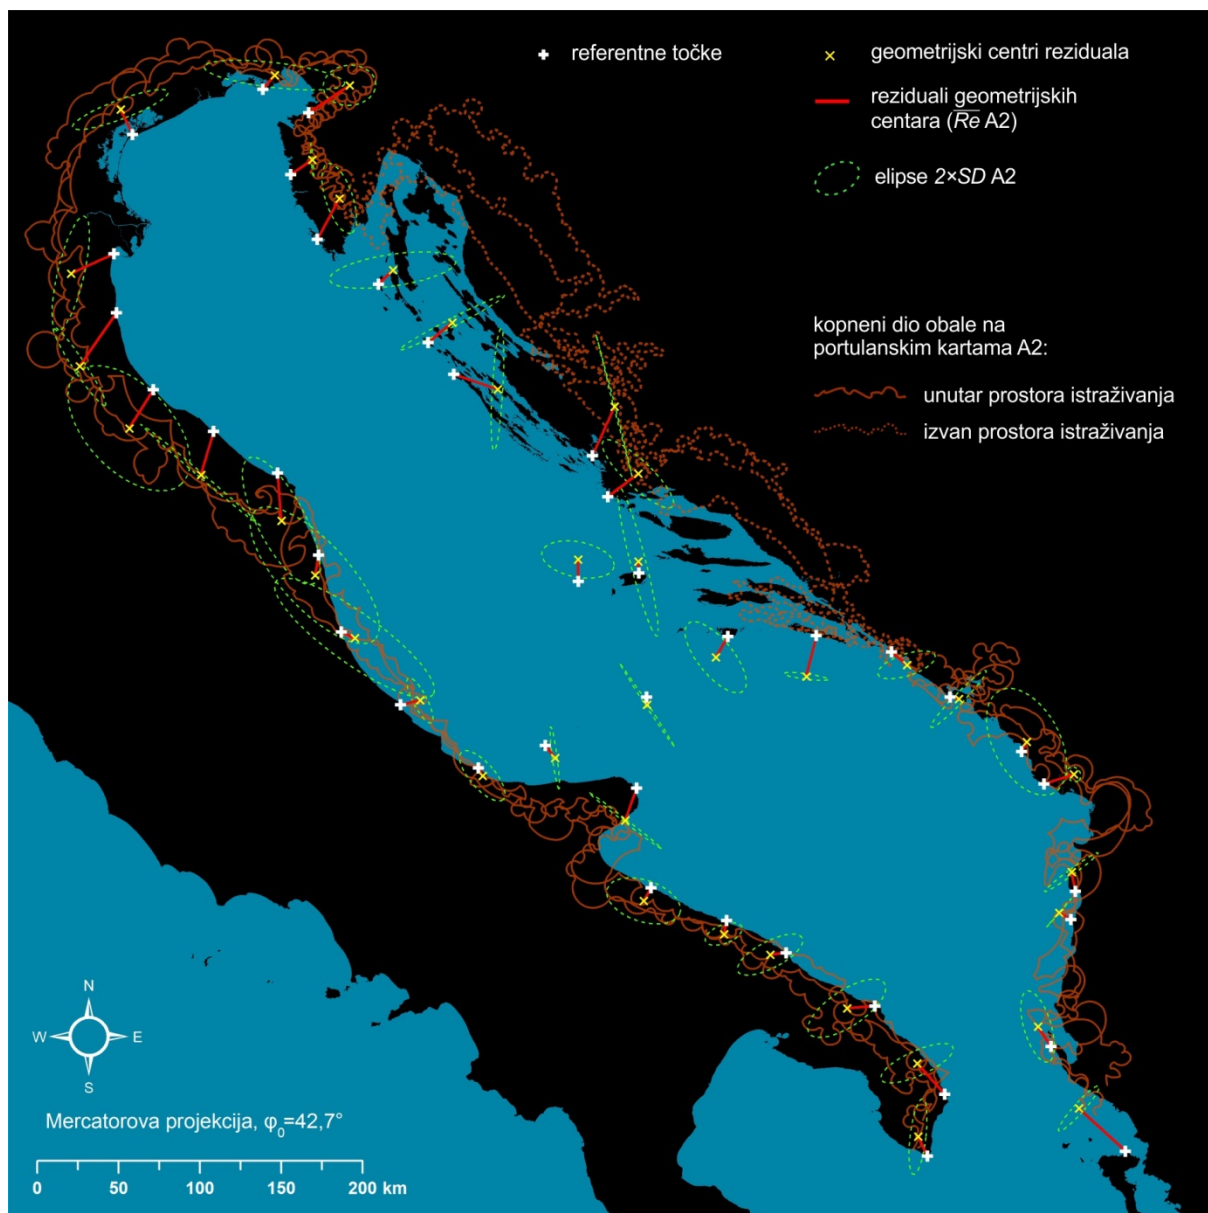 referentne točke
geometrijski centri reziduala
reziduali geometrijskih
centara (R̅e̅ A2)
elipse 2×SD A2
kopneni dio obale na
portulanskim kartama A2:
unutar prostora istraživanja
izvan prostora istraživanja
N
W E
S
Mercatorova projekcija, φ₀=42,7°
0 50 100 150 200 km